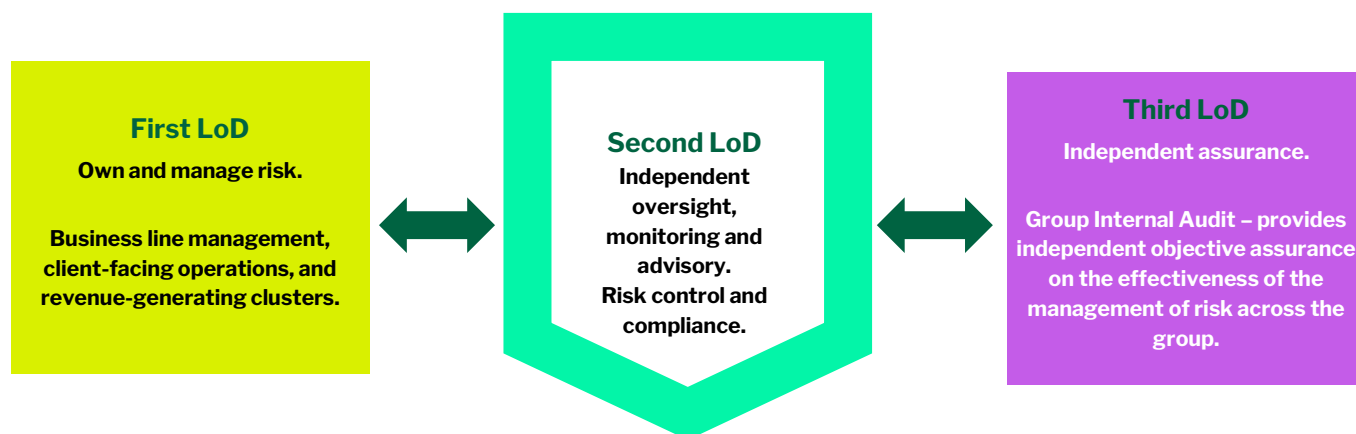 First LoD
Own and manage risk.
Business line management,
client-facing operations, and
revenue-generating clusters.
Second LoD
Independent
oversight,
monitoring and
advisory.
Risk control and
compliance.
Third LoD
Independent assurance.
Group Internal Audit – provides
independent objective assurance
on the effectiveness of the
management of risk across the
group.